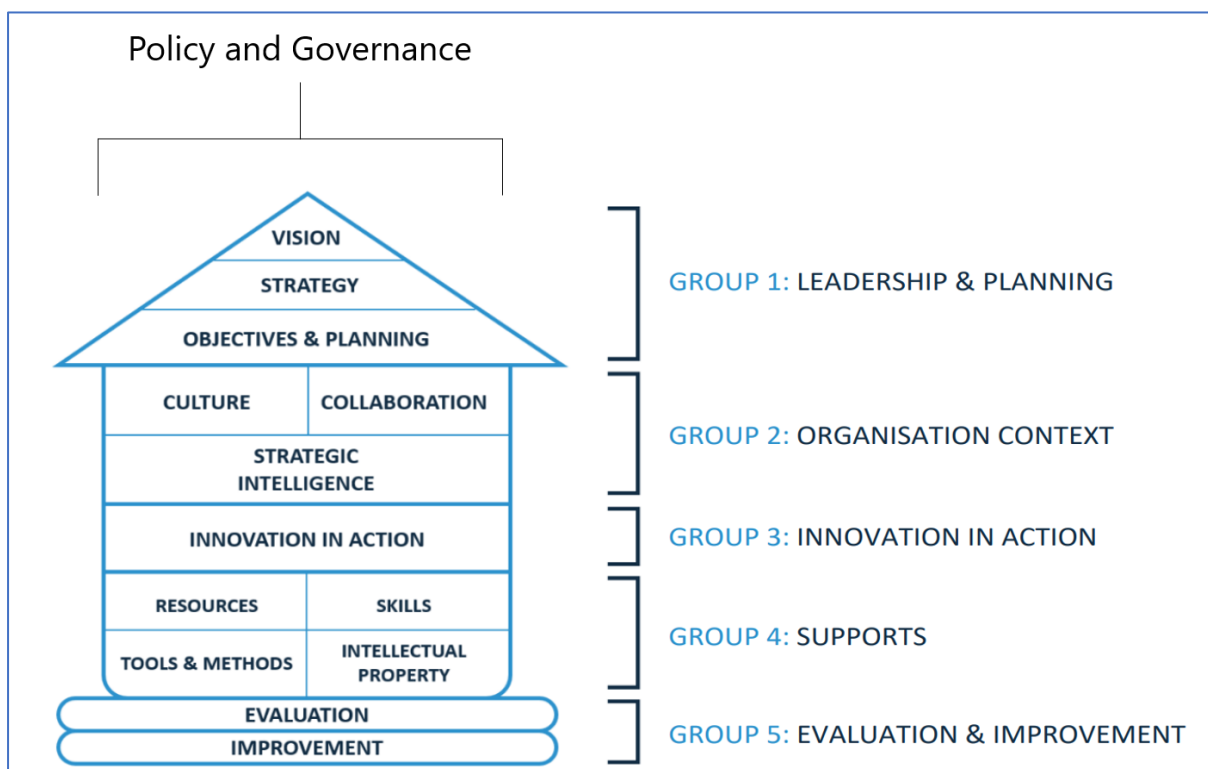 Policy and Governance
VISION
STRATEGY
OBJECTIVES & PLANNING
CULTURE
COLLABORATION
STRATEGIC
INTELLIGENCE
INNOVATION IN ACTION
RESOURCES
SKILLS
TOOLS & METHODS
INTELLECTUAL
PROPERTY
EVALUATION
IMPROVEMENT
GROUP 1: LEADERSHIP & PLANNING
GROUP 2: ORGANISATION CONTEXT
GROUP 3: INNOVATION IN ACTION
GROUP 4: SUPPORTS
GROUP 5: EVALUATION & IMPROVEMENT